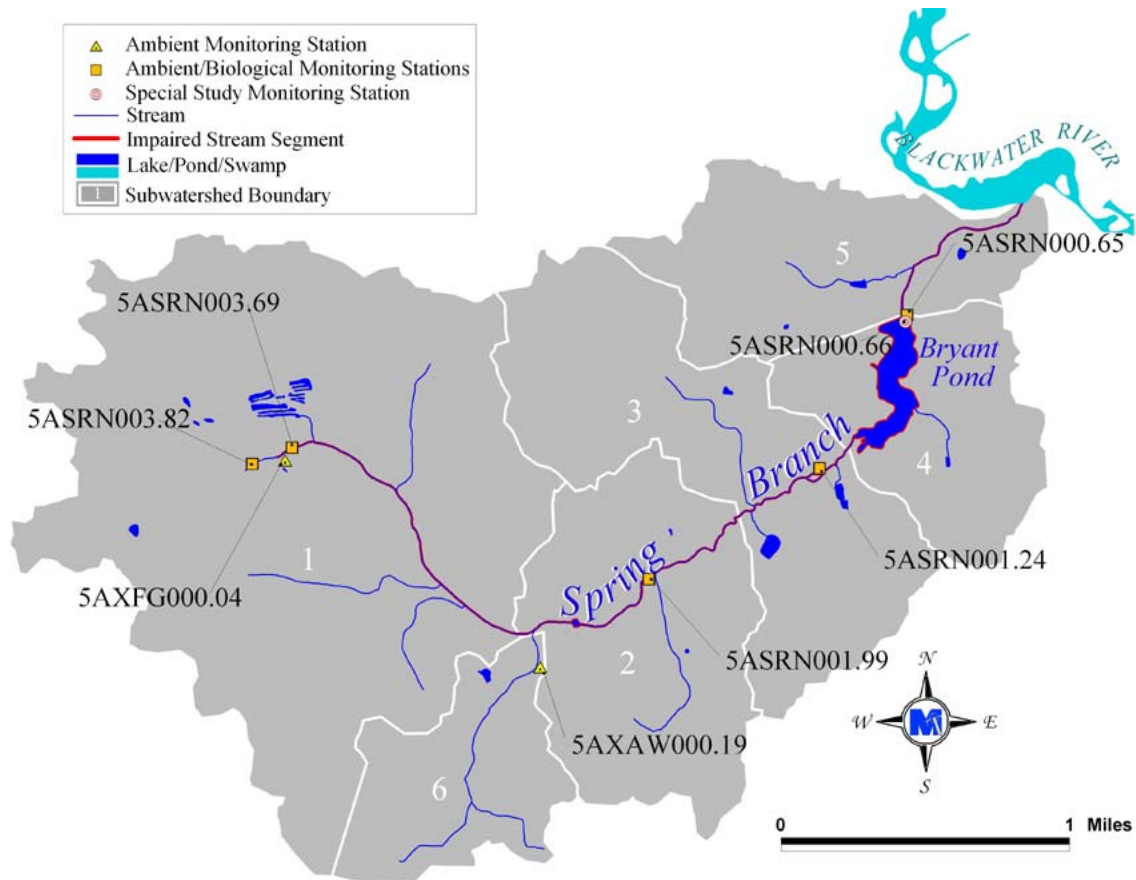 Ambient Monitoring Station
Ambient/Biological Monitoring Stations
Special Study Monitoring Station
Stream
Impaired Stream Segment
Lake/Pond/Swamp
1 Subwatershed Boundary
BLACKWATER RIVER
5ASRN000.65
5
5ASRN003.69
5ASRN000.66
Bryant
Pond
5ASRN003.82
3
4
Spring Branch
1
5ASRN001.24
5AXFG000.04
5ASRN001.99
2
N
W M E
S
5AXAW000.19
6
0 1 Miles